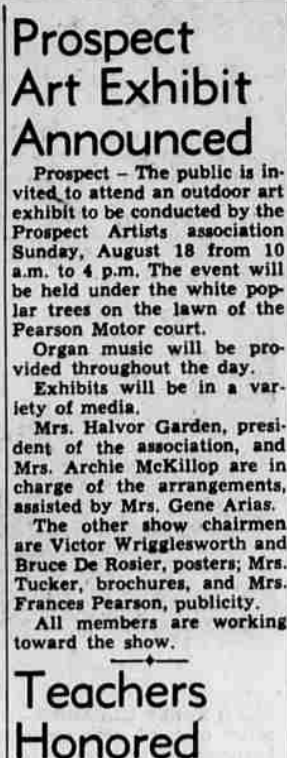 Prospect
Art Exhibit
Announced
Prospect – The public is in-
vited to attend an outdoor art
exhibit to be conducted by the
Prospect Artists association
Sunday, August 18 from 10
a.m. to 4 p.m. The event will
be held under the white pop-
lar trees on the lawn of the
Pearson Motor court.
Organ music will be pro-
vided throughout the day.
Exhibits will be in a var-
iety of media.
Mrs. Halvor Garden, presi-
dent of the association, and
Mrs. Archie McKillop are in
charge of the arrangements,
assisted by Mrs. Gene Arias.
The other show chairmen
are Victor Wrigglesworth and
Bruce De Rosier, posters; Mrs.
Tucker, brochures, and Mrs.
Frances Pearson, publicity.
All members are working
toward the show.
Teachers
Honored